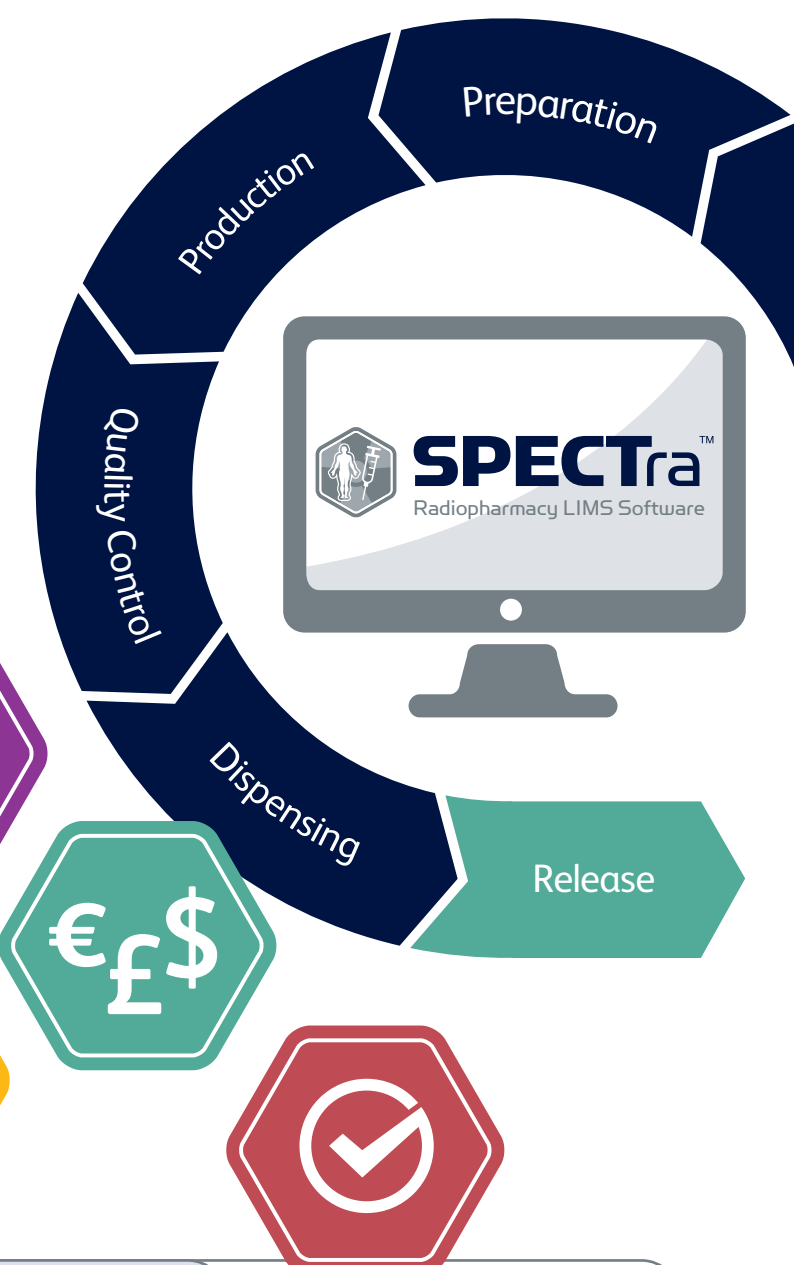 Preparation
Production
Quality Control
Dispensing
Release
SPECTra™
Radiopharmacy LIMS Software
€£$